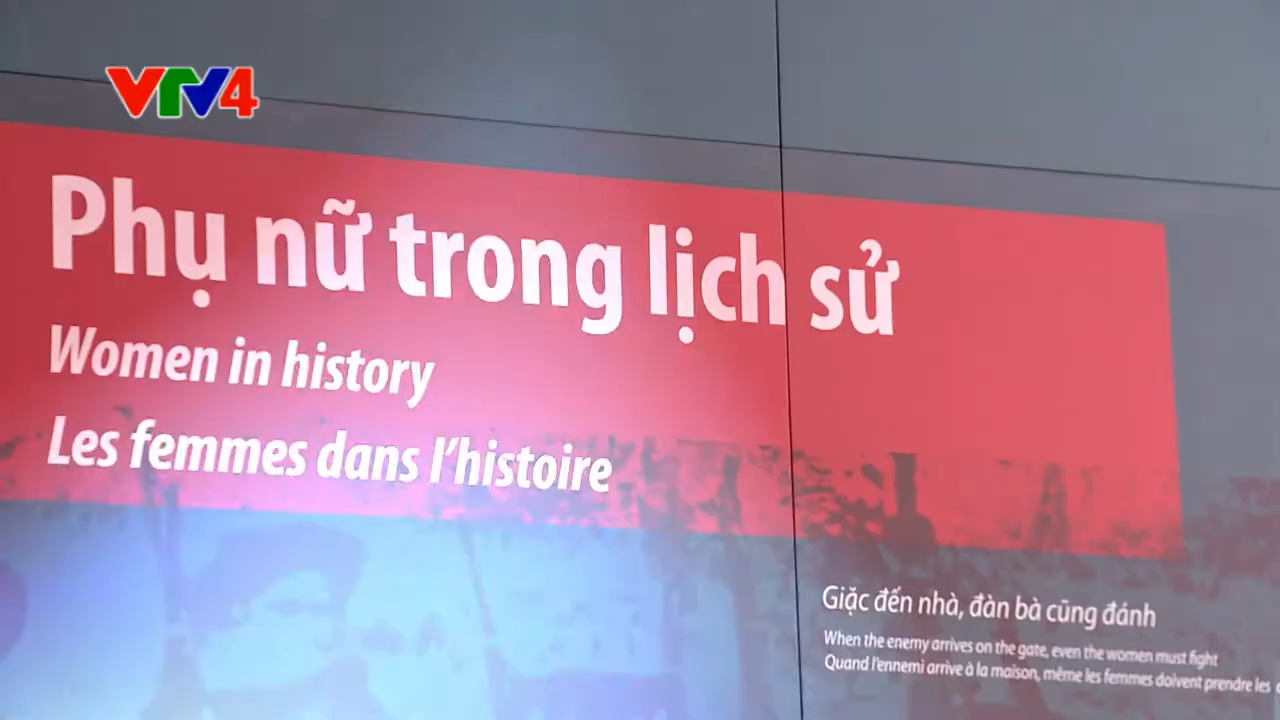 VTV4
Phụ nữ trong lịch sử
Women in history
Les femmes dans l'histoire
Giặc đến nhà, đàn bà cũng đánh
When the enemy arrives on the gate, even the women must fight
Quand l'ennemi arrive à la maison, même les femmes doivent prendre les